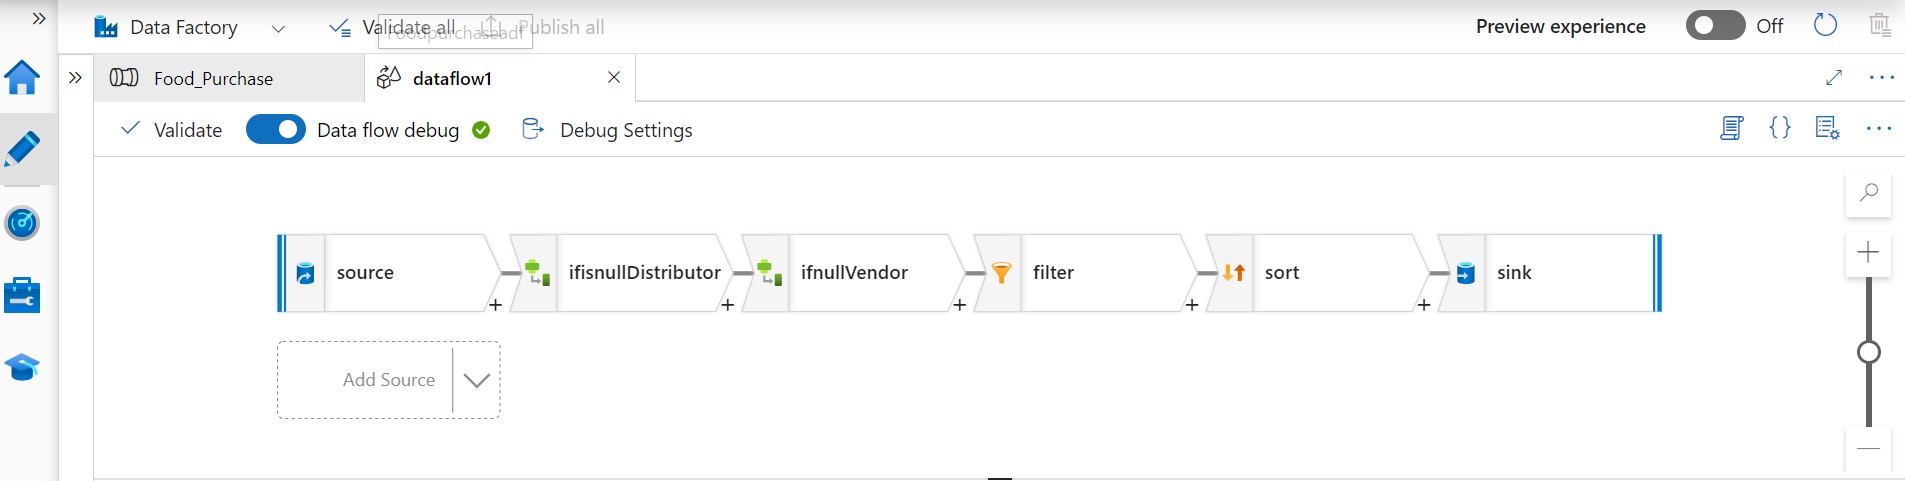 Data Factory Validate all Publish all Preview experience Off
Foodpurchaseadf
Food_Purchase dataflow1
Validate Data flow debug Debug Settings
source ifisnullDistributor ifnullVendor filter sort sink
Add Source